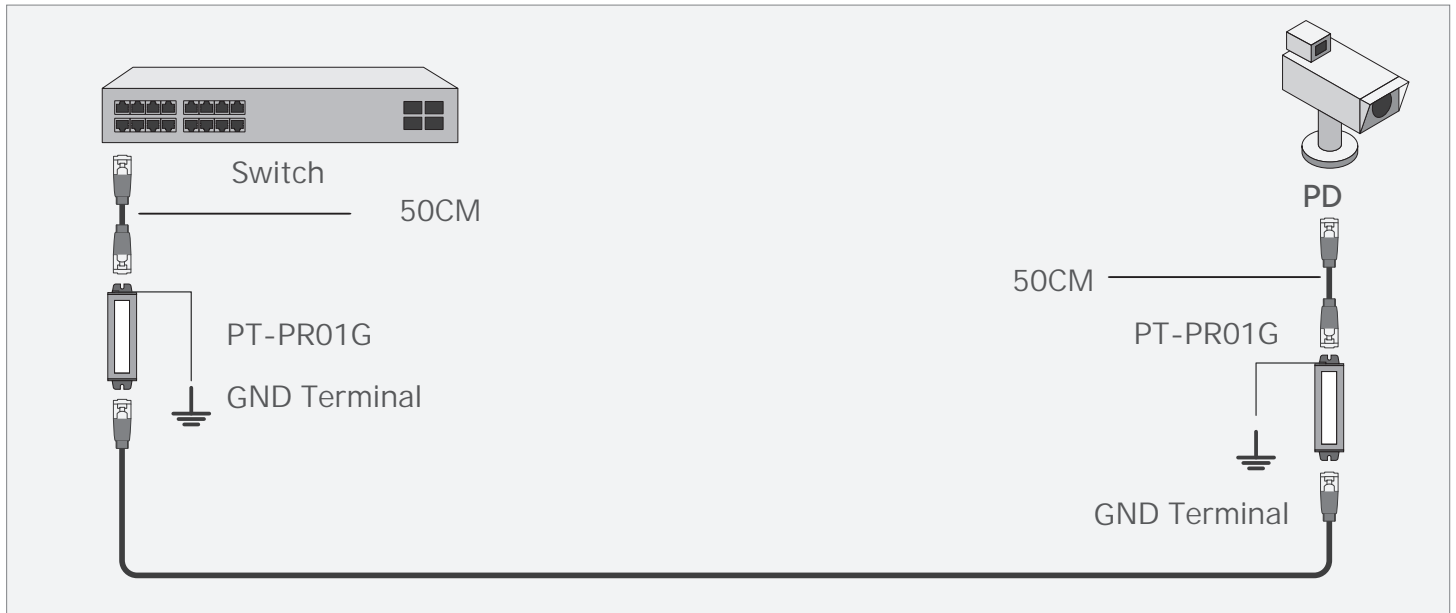 Switch
50CM
PT-PR01G
GND Terminal
PD
50CM
PT-PR01G
GND Terminal